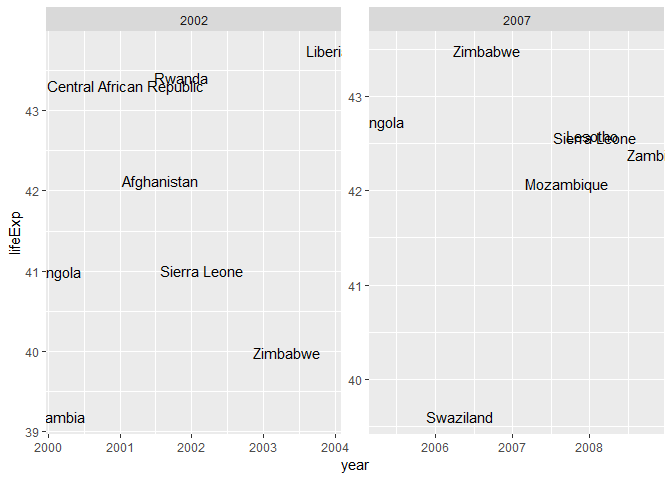 2002
2007
Liberia
Rwanda
Central African Republic
Afghanistan
ngola
Sierra Leone
Zimbabwe
ambia
Zimbabwe
ngola
Lesotho
Sierra Leone
Zambi
Mozambique
Swaziland
43
42
41
40
39
43
42
41
40
lifeExp
2000
2001
2002
2003
2004
2006
2007
2008
year